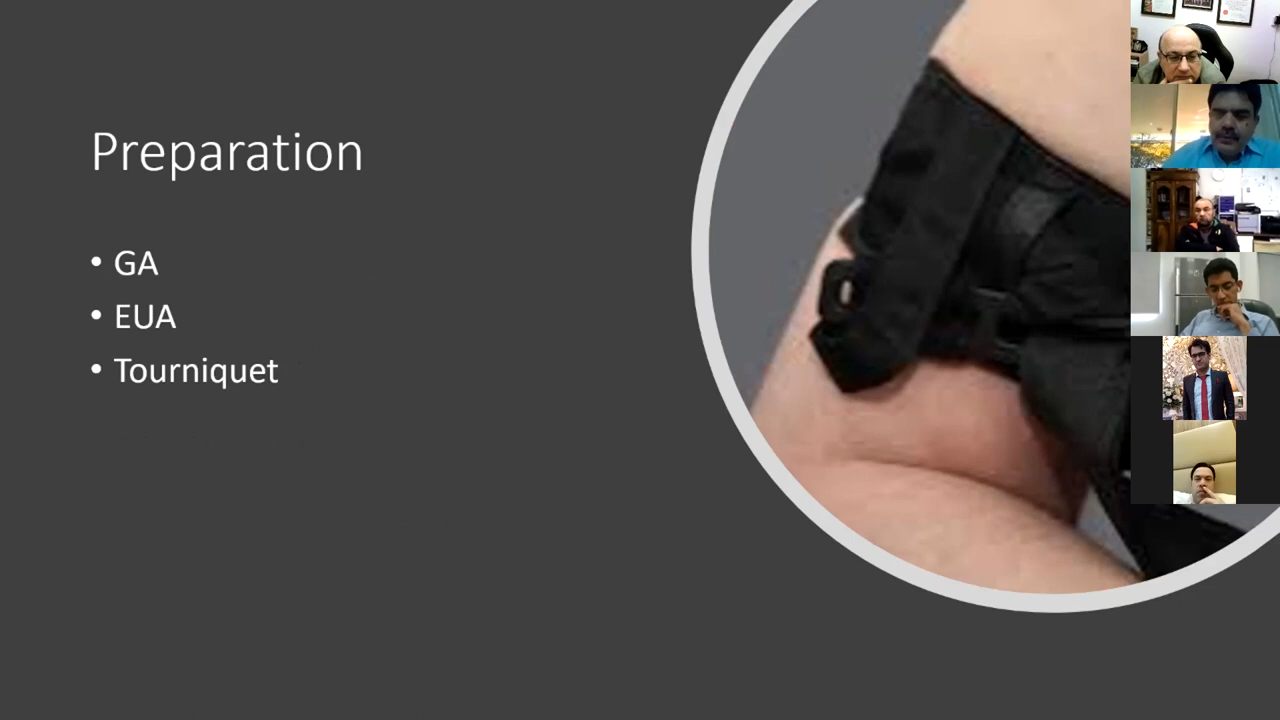 Preparation
• GA
• EUA
• Tourniquet